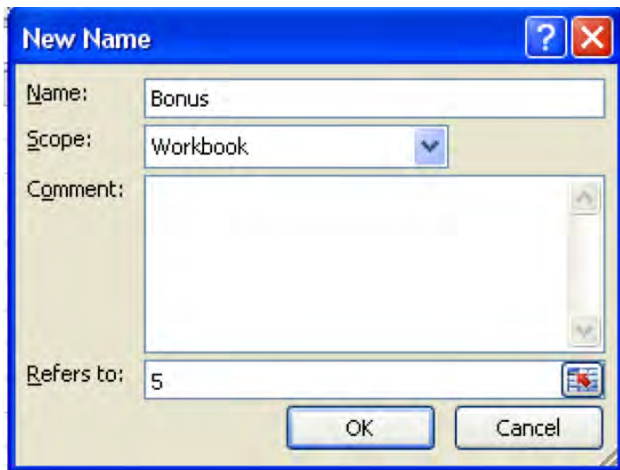 New Name
Name: Bonus
Scope: Workbook
Comment:
Refers to: 5
OK Cancel